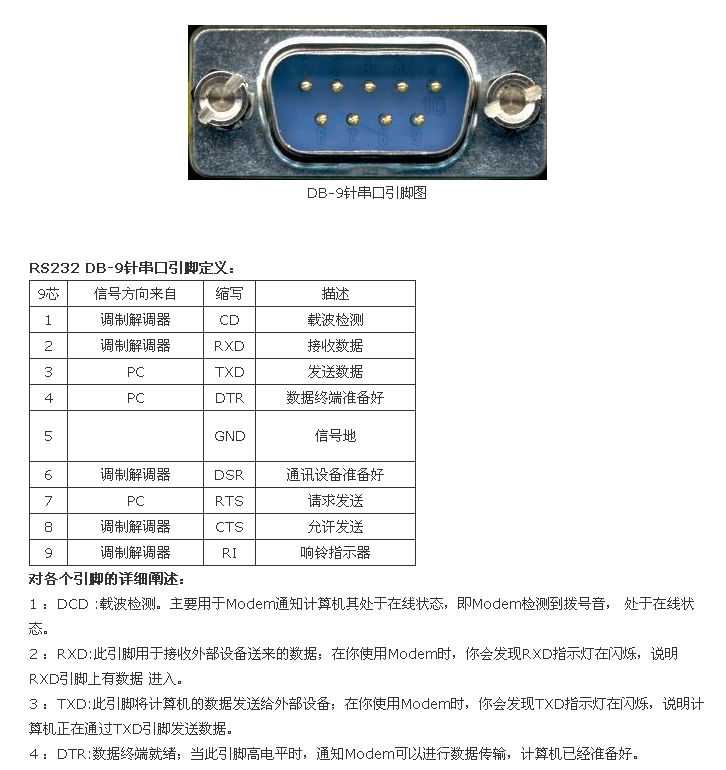 DB-9针串口引脚图
RS232 DB-9针串口引脚定义：
9芯 信号方向来自 缩写 描述
1 调制解调器 CD 载波检测
2 调制解调器 RXD 接收数据
3 PC TXD 发送数据
4 PC DTR 数据终端准备好
5 GND 信号地
6 调制解调器 DSR 通讯设备准备好
7 PC RTS 请求发送
8 调制解调器 CTS 允许发送
9 调制解调器 RI 响铃指示器
对各个引脚的详细阐述：
1 ：DCD :载波检测。主要用于Modem通知计算机其处于在线状态，即Modem检测到拨号音， 处于在线状
态。
2 ：RXD:此引脚用于接收外部设备送来的数据；在你使用Modem时，你会发现RXD指示灯在闪烁，说明
RXD引脚上有数据 进入。
3 ：TXD:此引脚将计算机的数据发送给外部设备；在你使用Modem时，你会发现TXD指示灯在闪烁，说明计
算机正在通过TXD引脚发送数据。
4 ：DTR:数据终端就绪；当此引脚高电平时，通知Modem可以进行数据传输，计算机已经准备好。